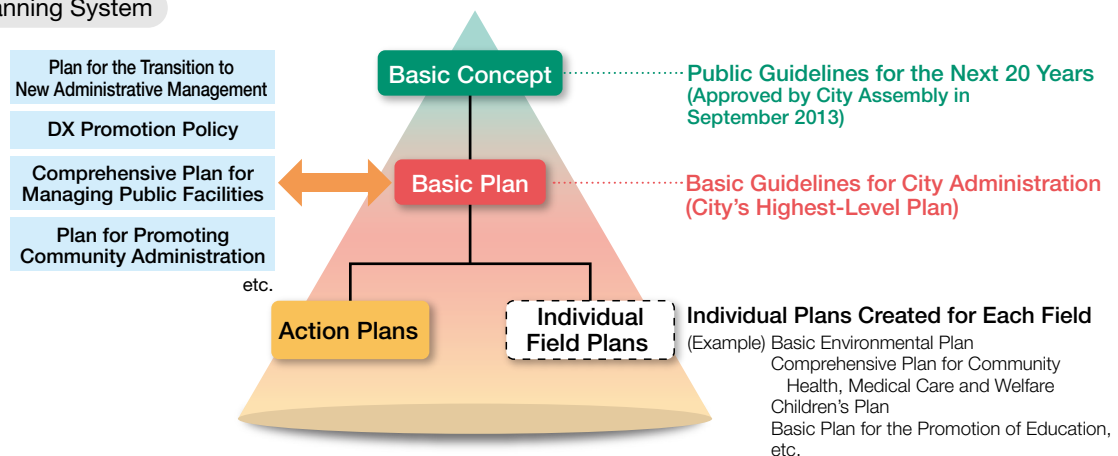 anning System
Plan for the Transition to
New Administrative Management
DX Promotion Policy
Comprehensive Plan for
Managing Public Facilities
Plan for Promoting
Community Administration
etc.
Basic Concept
Public Guidelines for the Next 20 Years
(Approved by City Assembly in
September 2013)
Basic Plan
Basic Guidelines for City Administration
(City's Highest-Level Plan)
Action Plans
Individual
Field Plans
Individual Plans Created for Each Field
(Example) Basic Environmental Plan
Comprehensive Plan for Community
Health, Medical Care and Welfare
Children's Plan
Basic Plan for the Promotion of Education,
etc.